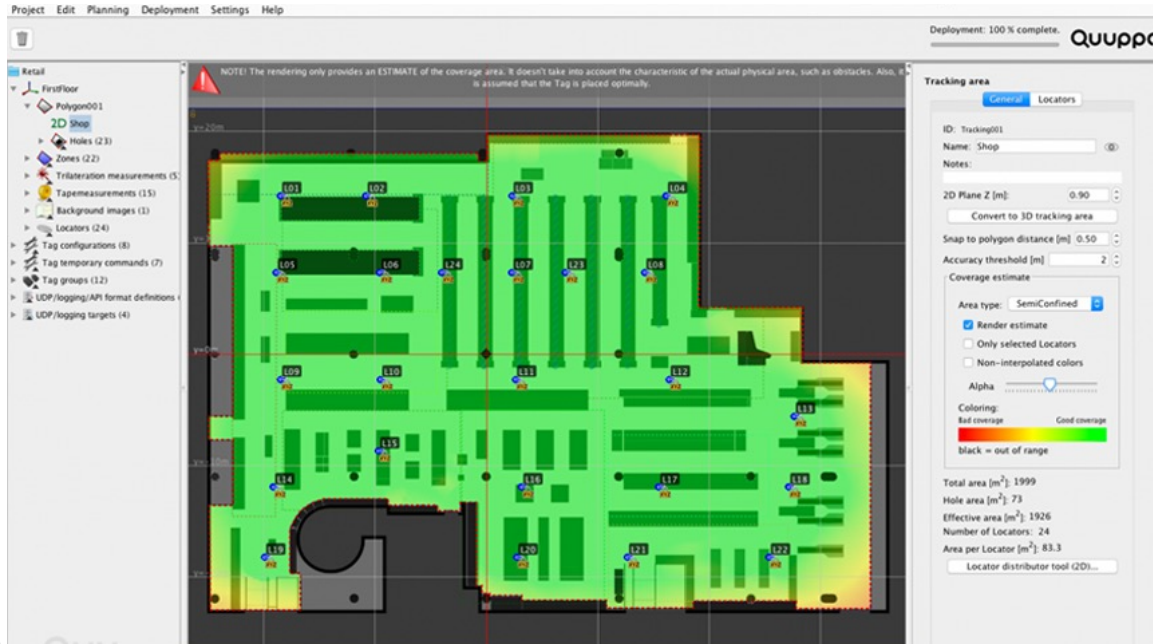 Project Edit Planning Deployment Settings Help
Deployment: 100 % complete.
Quuppa
Retail
FirstFloor
Polygon001
2D Shop
Holes (23)
Zones (22)
Trilateration measurements (5
Tapemeasurements (15)
Background images (1)
Locators (24)
Tag configurations (8)
Tag temporary commands (7)
Tag groups (12)
UDP/logging/API format definitions
UDP/logging targets (4)
NOTE! The rendering only provides an ESTIMATE of the coverage area. It doesn't take into account the characteristic of the actual physical area, such as obstacles. Also, it
is assumed that the Tag is placed optimally.
y=20m
L01 L02 L03 L04
L05 L06 L24 L07 L23 L08
y=0m
L09 L10 L11 L12
L13
L15
L14 L16 L17 L18
L19 L20 L21 L22
Tracking area
General Locators
ID: Tracking001
Name: Shop
Notes:
2D Plane Z [m]: 0.90
Convert to 3D tracking area
Snap to polygon distance [m] 0.50
Accuracy threshold [m] 2
Coverage estimate
Area type: SemiConfined
Render estimate
Only selected Locators
Non-interpolated colors
Alpha
Coloring:
Bad coverage Good coverage
black = out of range
Total area [m²]: 1999
Hole area [m²]: 73
Effective area [m²]: 1926
Number of Locators: 24
Area per Locator [m²]: 83.3
Locator distributor tool (2D)...